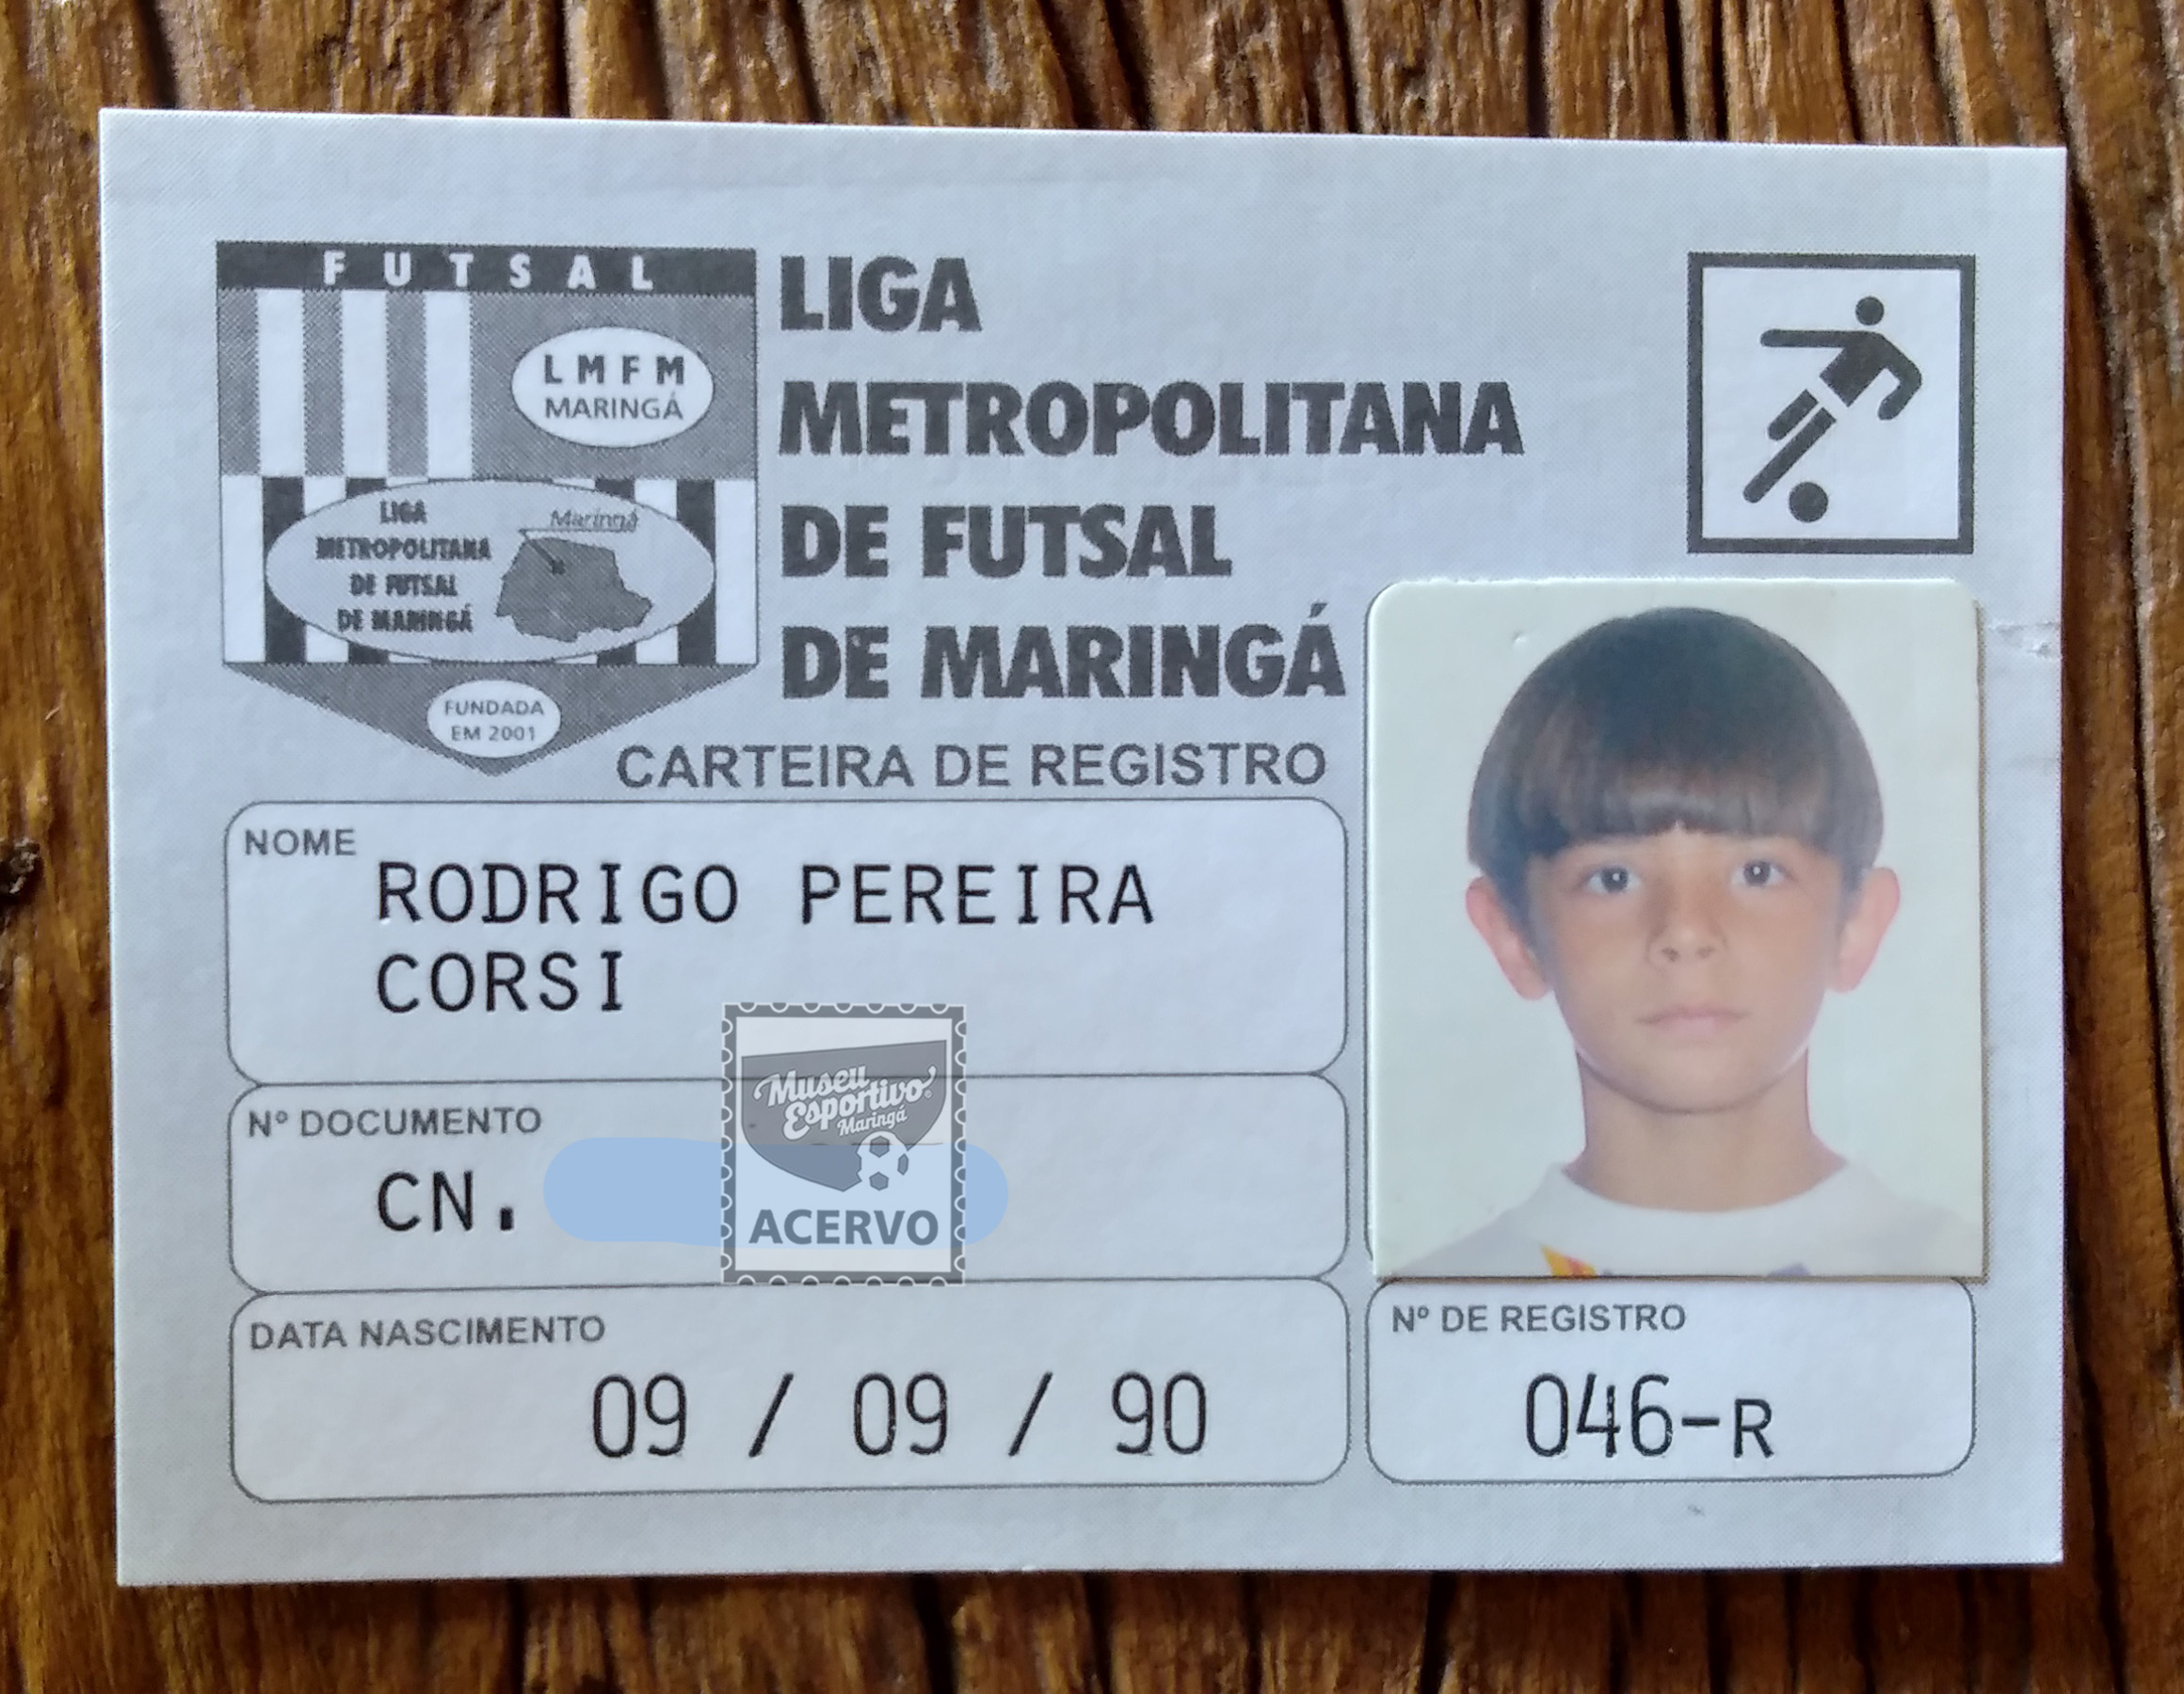 FUTSAL
LMFM
MARINGÁ
LIGA
METROPOLITANA
DE FUTSAL
DE MARINGÁ
Maringá
FUNDADA
EM 2001
LIGA
METROPOLITANA
DE FUTSAL
DE MARINGÁ
CARTEIRA DE REGISTRO
NOME
RODRIGO PEREIRA
CORSI
Nº DOCUMENTO
CN.
Museu
Esportivo
Maringá
ACERVO
DATA NASCIMENTO
09 / 09 / 90
Nº DE REGISTRO
046-R